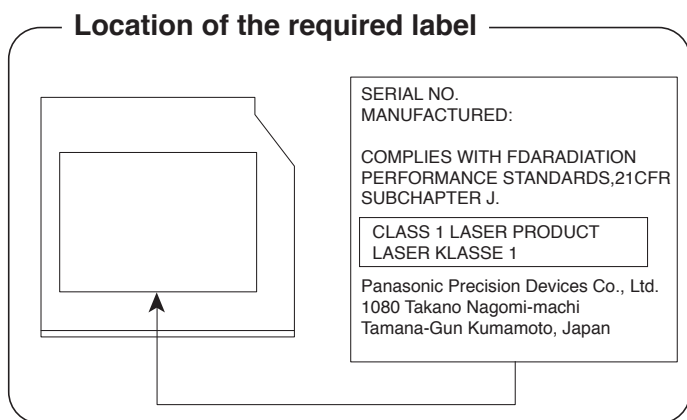 Location of the required label
SERIAL NO.
MANUFACTURED:
COMPLIES WITH FDARADIATION
PERFORMANCE STANDARDS,21CFR
SUBCHAPTER J.
CLASS 1 LASER PRODUCT
LASER KLASSE 1
Panasonic Precision Devices Co., Ltd.
1080 Takano Nagomi-machi
Tamana-Gun Kumamoto, Japan